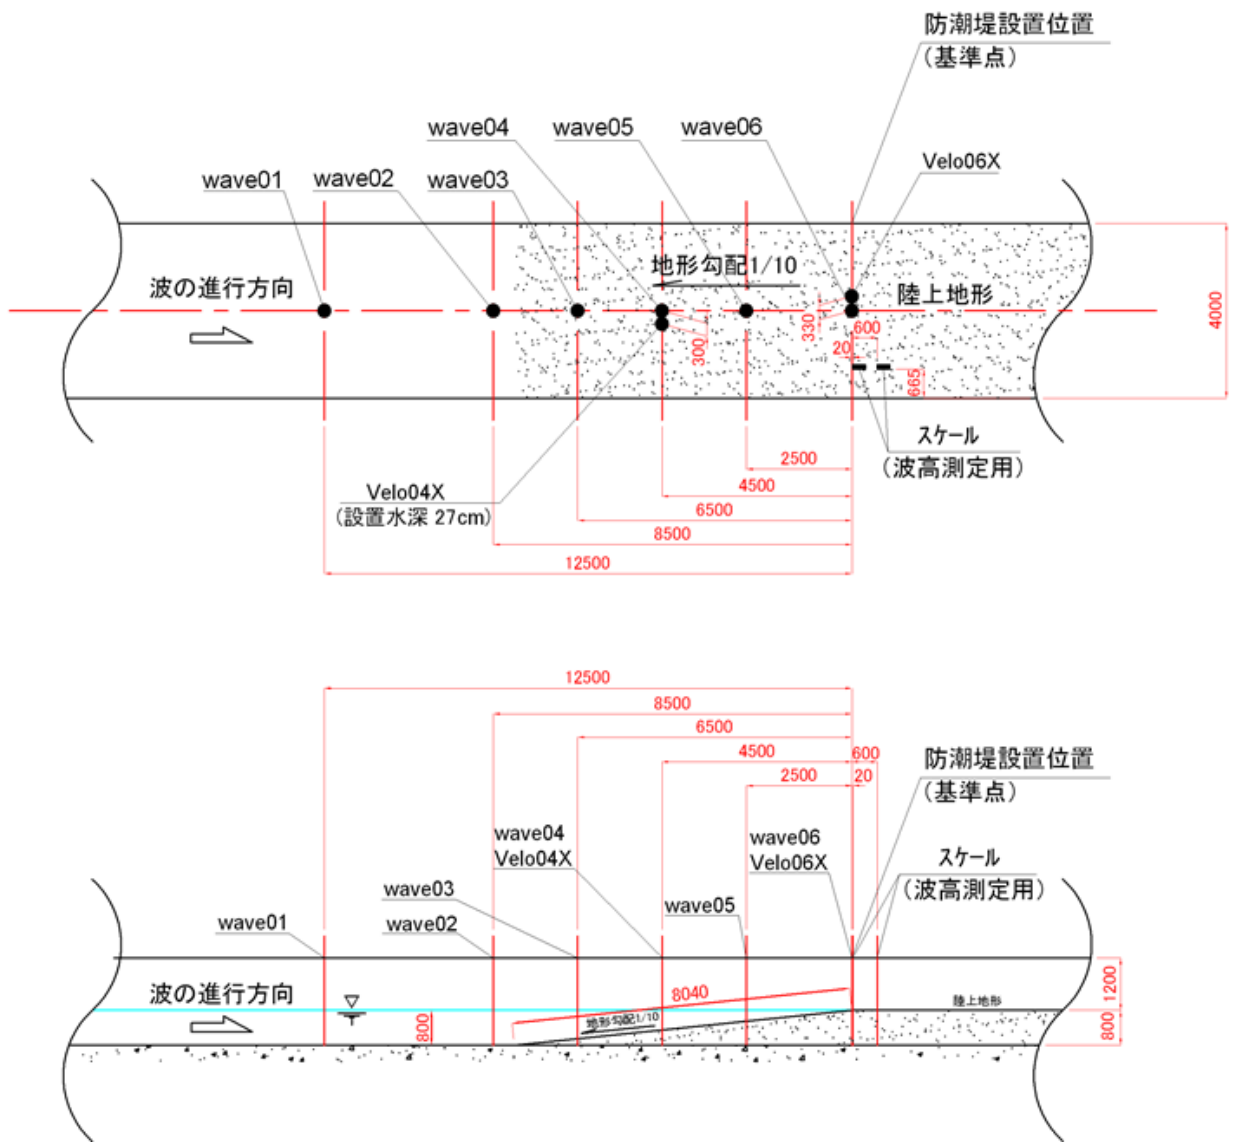 防潮堤設置位置
(基準点)
wave04
wave05
wave06
Velo06X
wave01
wave02
wave03
地形勾配1/10
波の進行方向
陸上地形
330
600
300
20
665
4000
スケール
(波高測定用)
2500
4500
Velo04X
(設置水深 27cm)
6500
8500
12500
12500
8500
6500
4500
600
防潮堤設置位置
(基準点)
2500
20
wave04
Velo04X
wave06
Velo06X
スケール
(波高測定用)
wave03
wave05
wave01
wave02
波の進行方向
8040
陸上地形
1200
地形勾配1/10
800
800